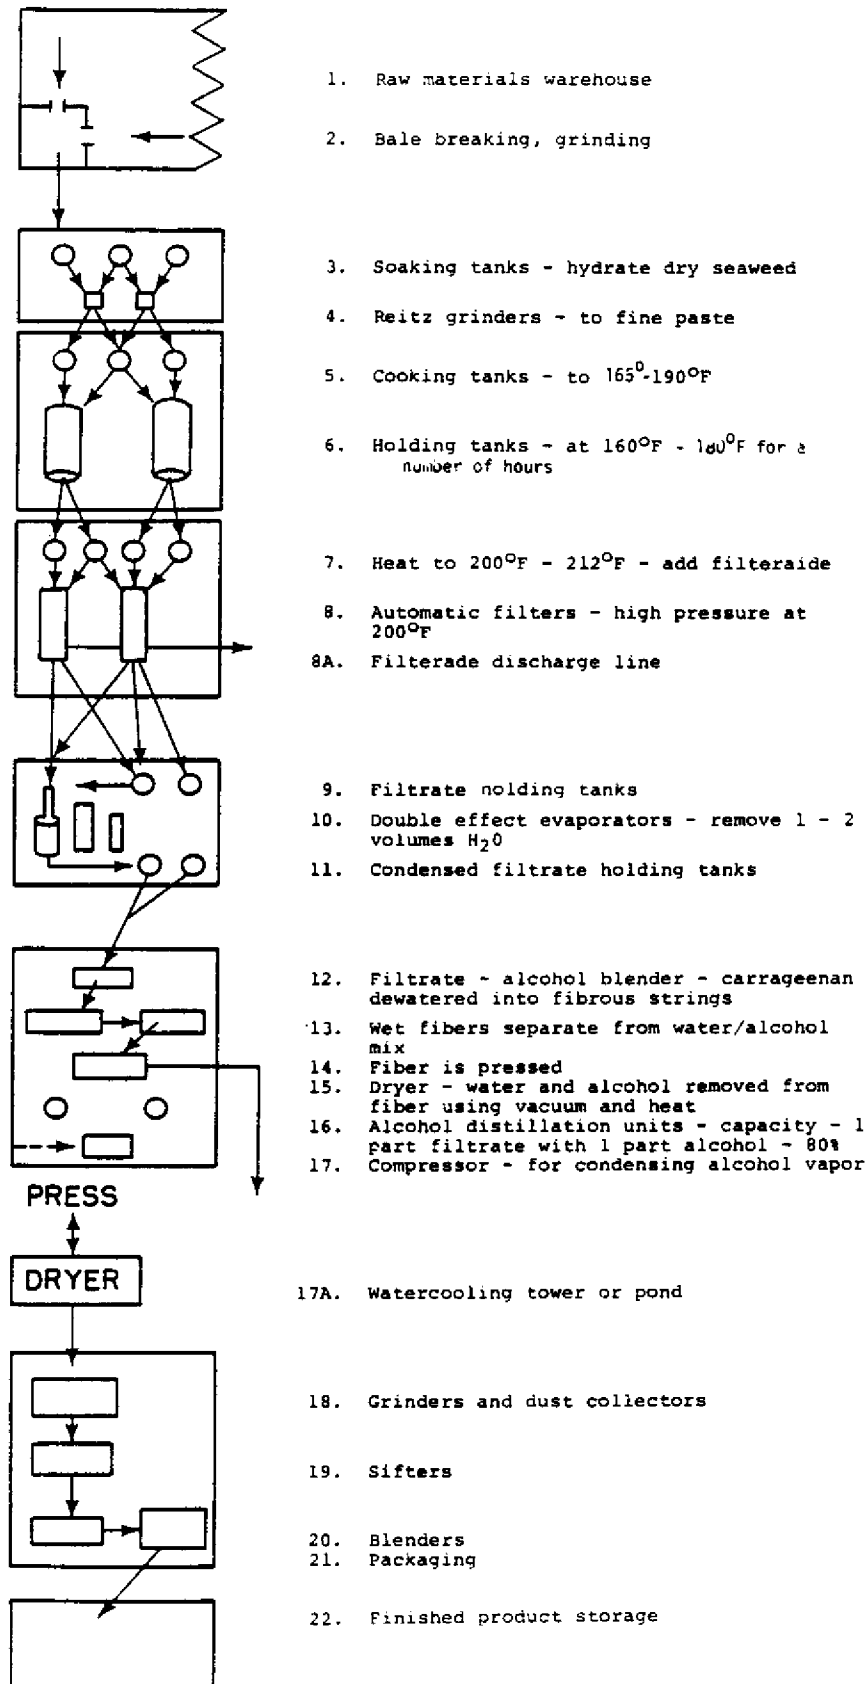 1. Raw materials warehouse
2. Bale breaking, grinding
3. Soaking tanks - hydrate dry seaweed
4. Reitz grinders - to fine paste
5. Cooking tanks - to 165⁰-190ᴼF
6. Holding tanks - at 160ᴼF - 180⁰F for a
number of hours
7. Heat to 200ᴼF - 212ᴼF - add filteraide
8. Automatic filters - high pressure at
200ᴼF
8A. Filterade discharge line
9. Filtrate holding tanks
10. Double effect evaporators - remove 1 - 2
volumes H₂O
11. Condensed filtrate holding tanks
12. Filtrate - alcohol blender - carrageenan
dewatered into fibrous strings
13. Wet fibers separate from water/alcohol
mix
14. Fiber is pressed
15. Dryer - water and alcohol removed from
fiber using vacuum and heat
16. Alcohol distillation units - capacity - 1
part filtrate with 1 part alcohol - 80%
17. Compressor - for condensing alcohol vapor
PRESS
DRYER
17A. Watercooling tower or pond
18. Grinders and dust collectors
19. Sifters
20. Blenders
21. Packaging
22. Finished product storage